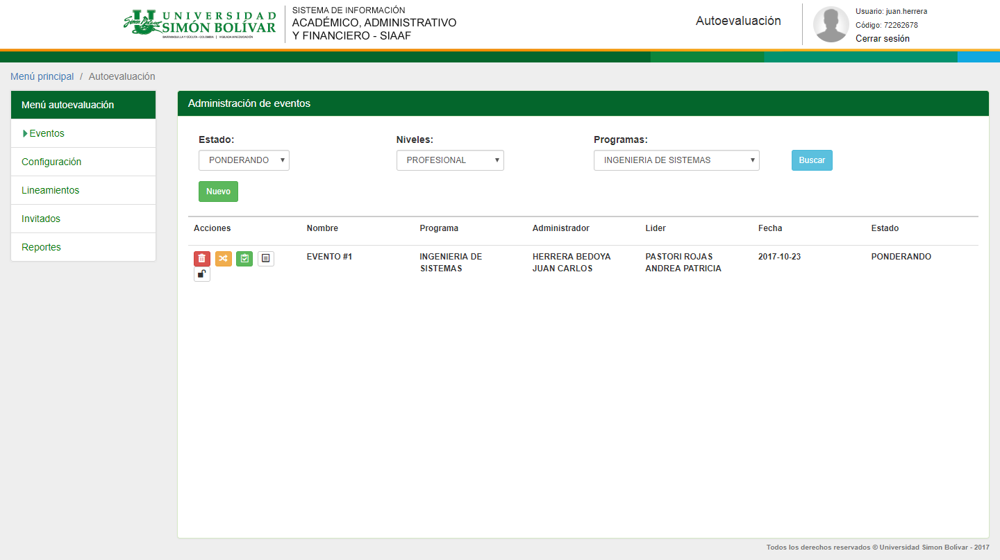 UNIVERSIDAD
SIMÓN BOLÍVAR
BARRANQUILLA Y CÚCUTA - COLOMBIA | VIGILADA MINEDUCACIÓN
SISTEMA DE INFORMACIÓN
ACADÉMICO, ADMINISTRATIVO
Y FINANCIERO - SIAAF
Autoevaluación
Usuario: juan.herrera
Código: 72262678
Cerrar sesión
Menú principal / Autoevaluación
Menú autoevaluación
Eventos
Configuración
Lineamientos
Invitados
Reportes
Administración de eventos
Estado: Niveles: Programas:
PONDERANDO PROFESIONAL INGENIERIA DE SISTEMAS Buscar
Nuevo
Acciones Nombre Programa Administrador Lider Fecha Estado
EVENTO #1 INGENIERIA DE HERRERA BEDOYA PASTORI ROJAS 2017-10-23 PONDERANDO
SISTEMAS JUAN CARLOS ANDREA PATRICIA
Todos los derechos reservados © Universidad Simon Bolívar - 2017